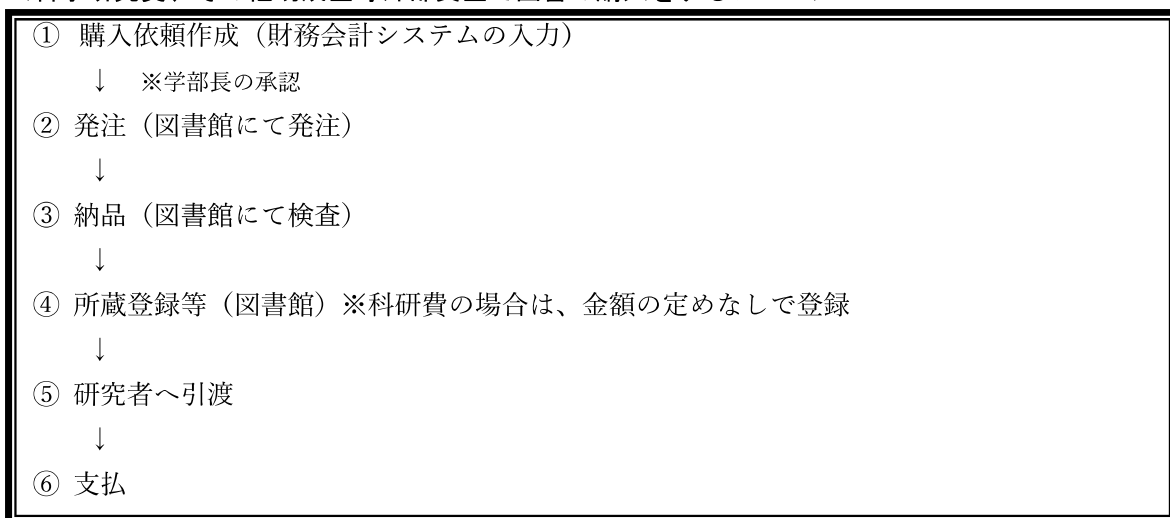 ① 購入依頼作成（財務会計システムの入力）
↓ ※学部長の承認
② 発注（図書館にて発注）
↓
③ 納品（図書館にて検査）
↓
④ 所蔵登録等（図書館）※科研費の場合は、金額の定めなしで登録
↓
⑤ 研究者へ引渡
↓
⑥ 支払